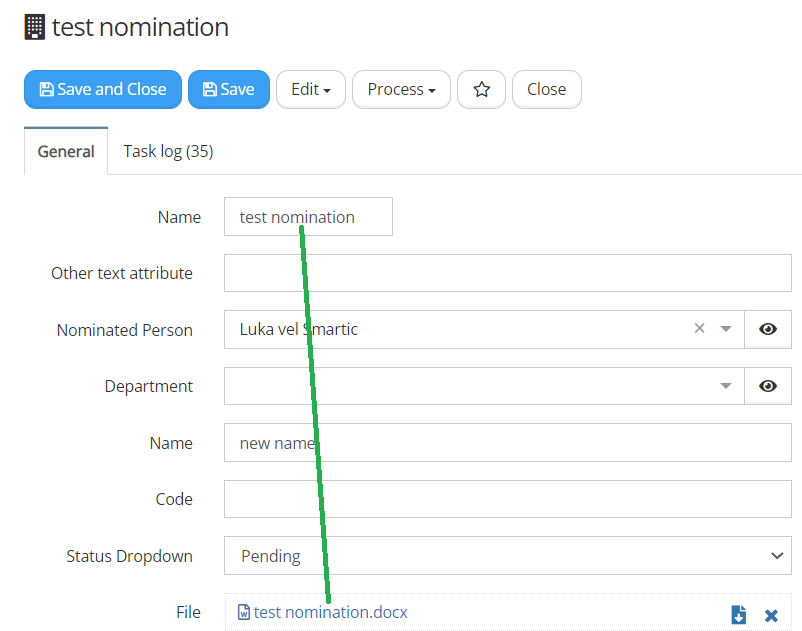 test nomination
Save and Close Save Edit Process Close
General Task log (35)
Name test nomination
Other text attribute
Nominated Person Luka vel Smartic
Department
Name new name
Code
Status Dropdown Pending
File test nomination.docx